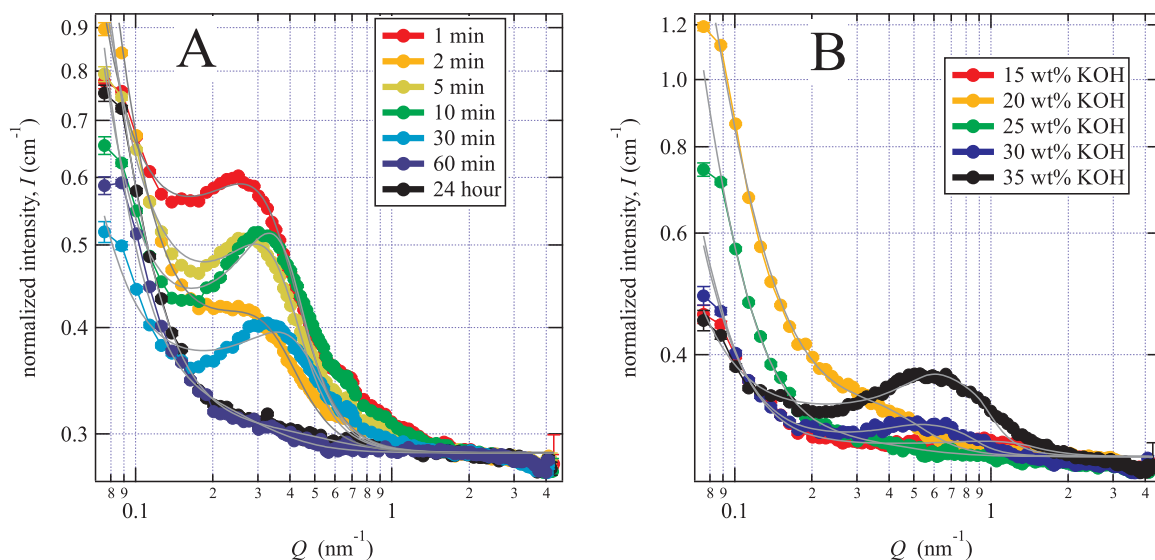 A
normalized intensity, I (cm⁻¹)
0.9
0.8
0.7
0.6
0.5
0.4
0.3
1 min
2 min
5 min
10 min
30 min
60 min
24 hour
8 9 2 3 4 5 6 7 8 9 2 3 4
0.1 1
Q (nm⁻¹)
B
normalized intensity, I (cm⁻¹)
1.2
1.0
0.8
0.6
0.4
15 wt% KOH
20 wt% KOH
25 wt% KOH
30 wt% KOH
35 wt% KOH
8 9 2 3 4 5 6 7 8 9 2 3 4
0.1 1
Q (nm⁻¹)